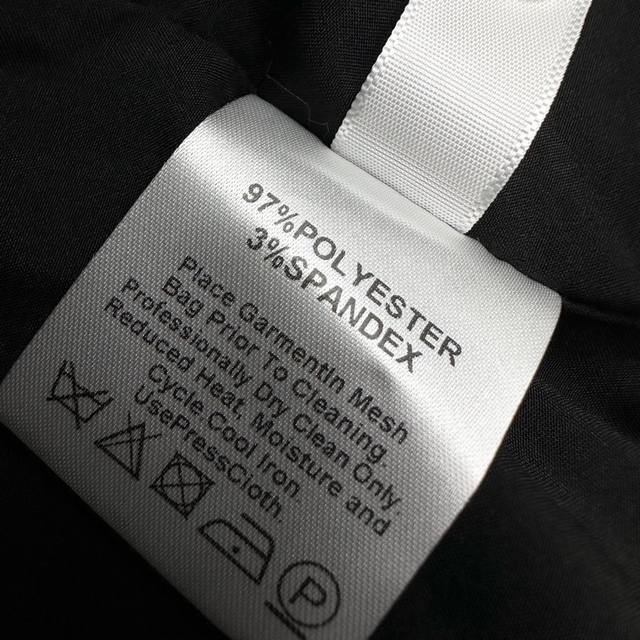 97%POLYESTER
3%SPANDEX
Place Garmentin Mesh
Bag Prior To Cleaning.
Professionally Dry Clean Only.
Reduced Heat, Moisture and
Cycle Cool Iron.
UsePressCloth.
P